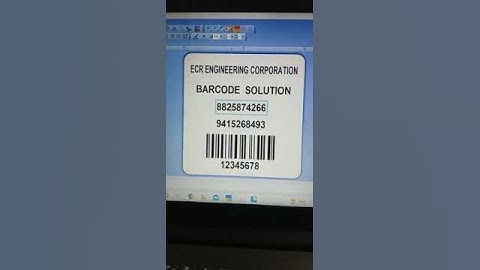 ECR ENGINEERING CORPORATION
BARCODE SOLUTION
8825874266
9415268493
12345678